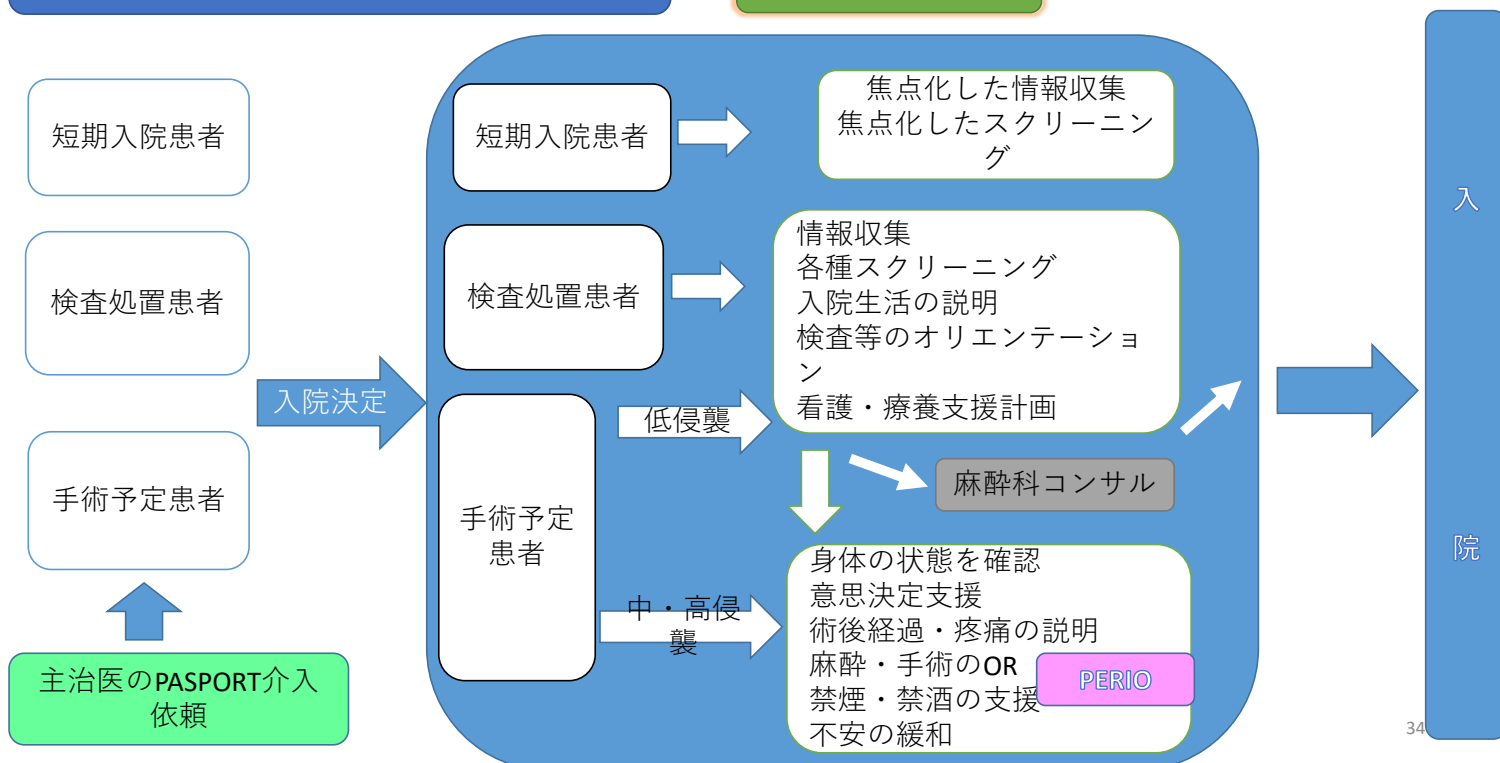 短期入院患者
検査処置患者
手術予定患者
主治医のPASPORT介入
依頼
入院決定
短期入院患者
検査処置患者
手術予定
患者
低侵襲
中・高侵
襲
焦点化した情報収集
焦点化したスクリーニン
グ
情報収集
各種スクリーニング
入院生活の説明
検査等のオリエンテーショ
ン
看護・療養支援計画
麻酔科コンサル
身体の状態を確認
意思決定支援
術後経過・疼痛の説明
麻酔・手術のOR
禁煙・禁酒の支援
不安の緩和
PERIO
入
院
34